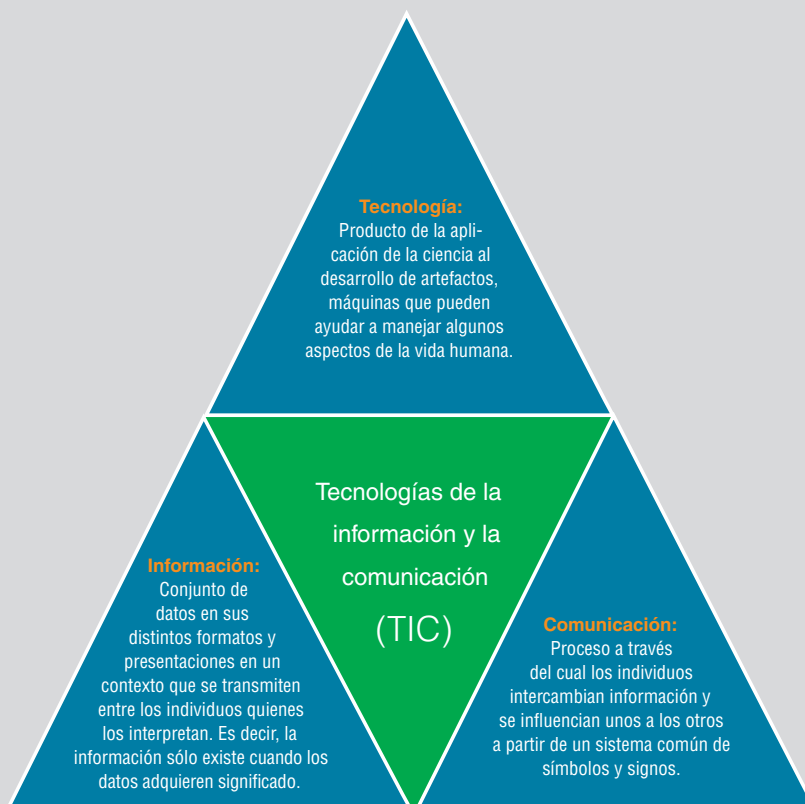 Tecnología:
Producto de la apli-
cación de la ciencia al
desarrollo de artefactos,
máquinas que pueden
ayudar a manejar algunos
aspectos de la vida humana.
Tecnologías de la
información y la
comunicación
(TIC)
Información:
Conjunto de
datos en sus
distintos formatos y
presentaciones en un
contexto que se transmiten
entre los individuos quienes
los interpretan. Es decir, la
información sólo existe cuando los
datos adquieren significado.
Comunicación:
Proceso a través
del cual los individuos
intercambian información y
se influencian unos a los otros
a partir de un sistema común de
símbolos y signos.